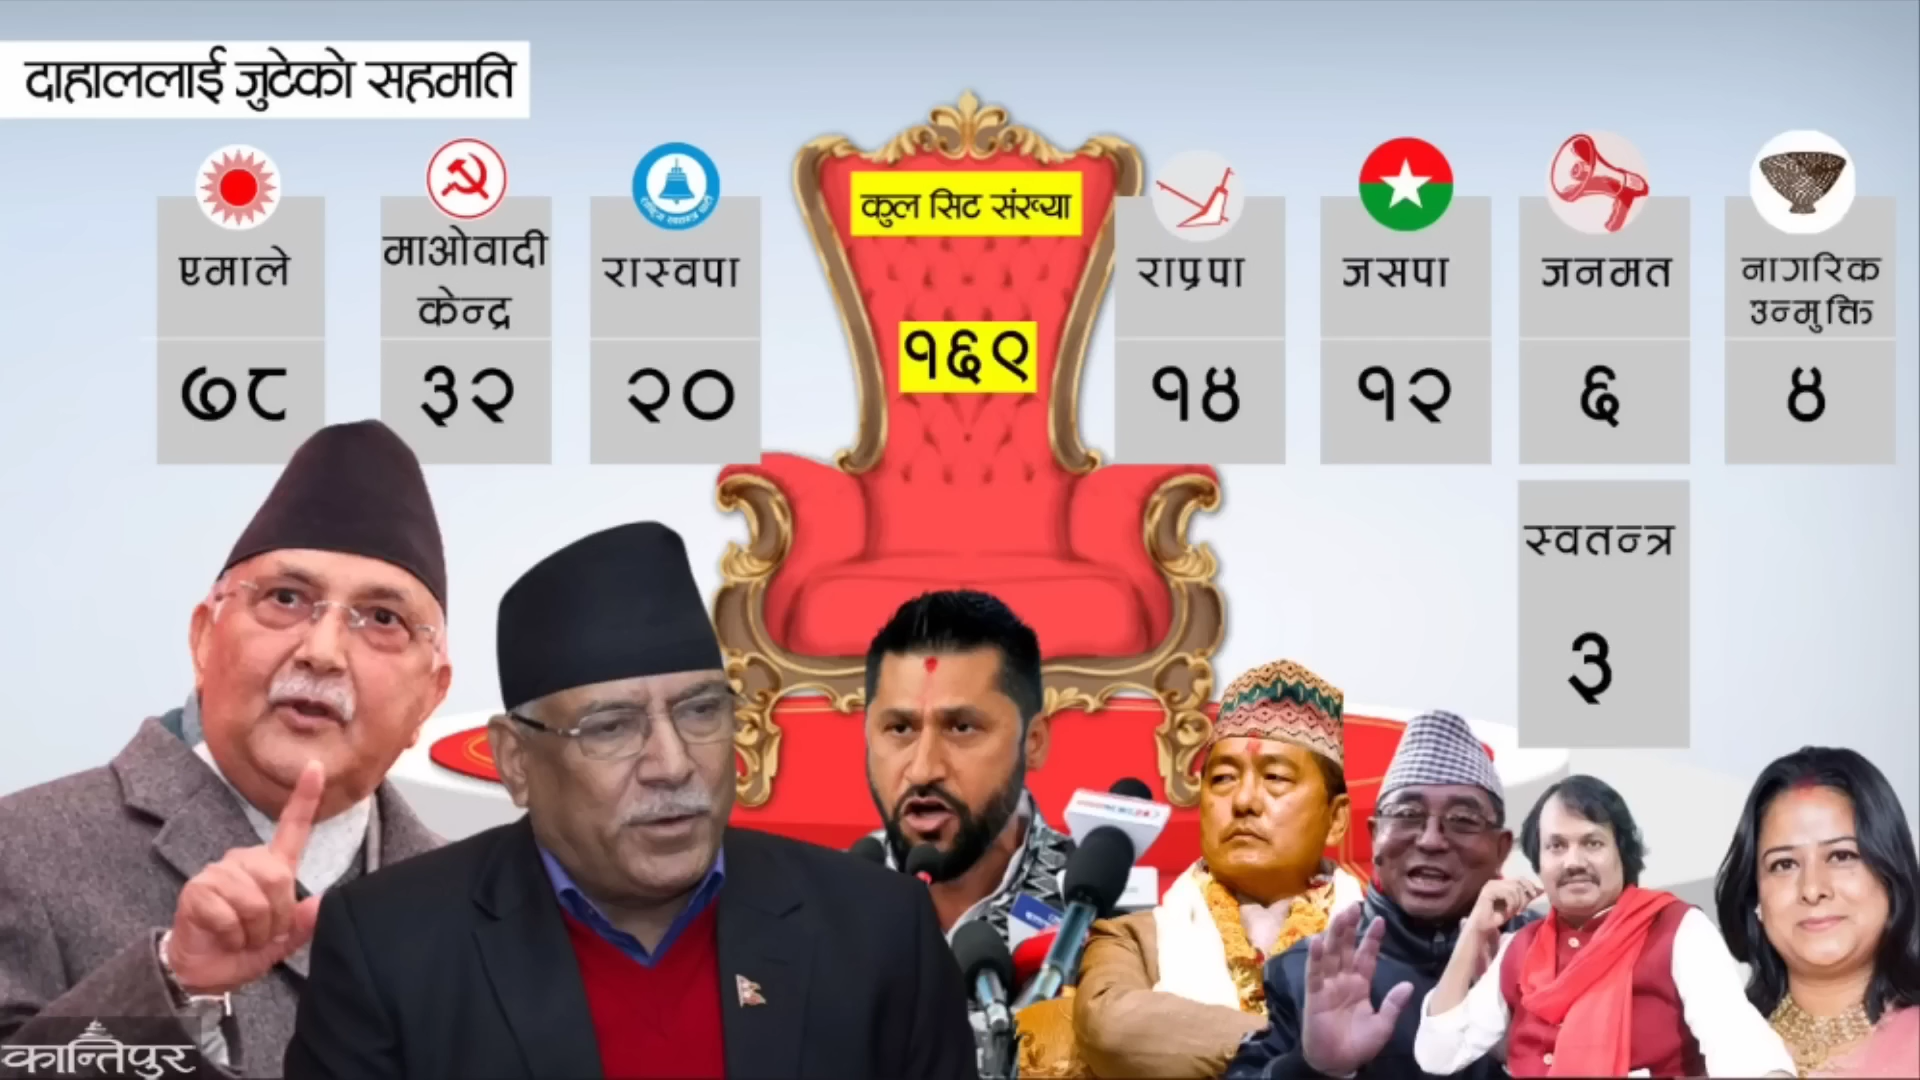 दाहाललाई जुटेको सहमति
एमाले
७८
माओवादी
केन्द्र
३२
रास्वपा
२०
कुल सिट संख्या
१६९
राप्रपा
१४
जसपा
१२
जनमत
६
नागरिक
उन्मुक्ति
४
स्वतन्त्र
३
कान्तिपुर